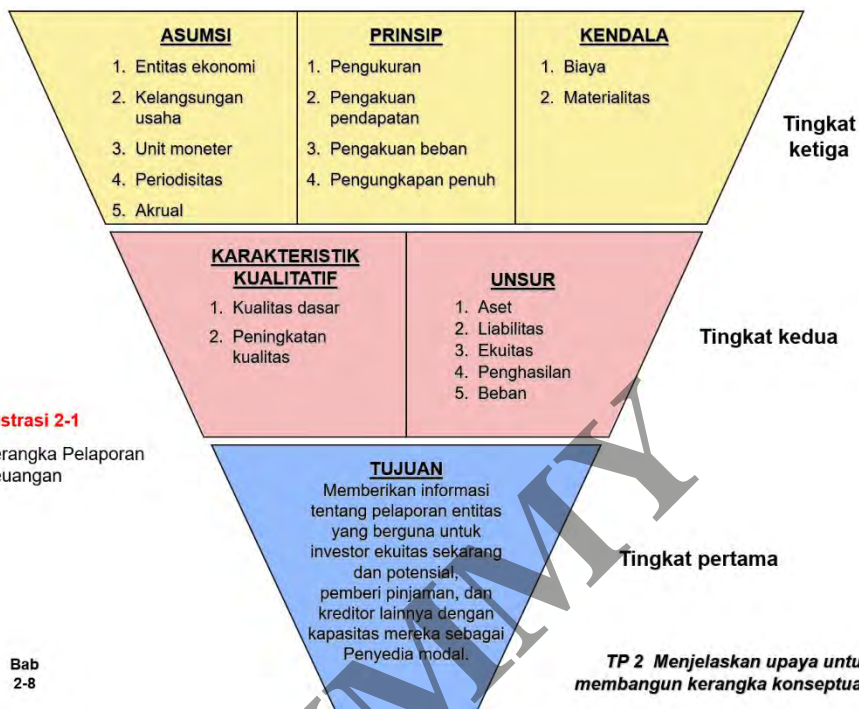 ASUMSI
1. Entitas ekonomi
2. Kelangsungan
usaha
3. Unit moneter
4. Periodisitas
5. Akrual
PRINSIP
1. Pengukuran
2. Pengakuan
pendapatan
3. Pengakuan beban
4. Pengungkapan penuh
KENDALA
1. Biaya
2. Materialitas
Tingkat
ketiga
KARAKTERISTIK
KUALITATIF
1. Kualitas dasar
2. Peningkatan
kualitas
UNSUR
1. Aset
2. Liabilitas
3. Ekuitas
4. Penghasilan
5. Beban
Tingkat kedua
strasi 2-1
erangka Pelaporan
euangan
TUJUAN
Memberikan informasi
tentang pelaporan entitas
yang berguna untuk
investor ekuitas sekarang
dan potensial,
pemberi pinjaman, dan
kreditor lainnya dengan
kapasitas mereka sebagai
Penyedia modal.
Tingkat pertama
Bab
2-8
TP 2 Menjelaskan upaya untu
membangun kerangka konseptua